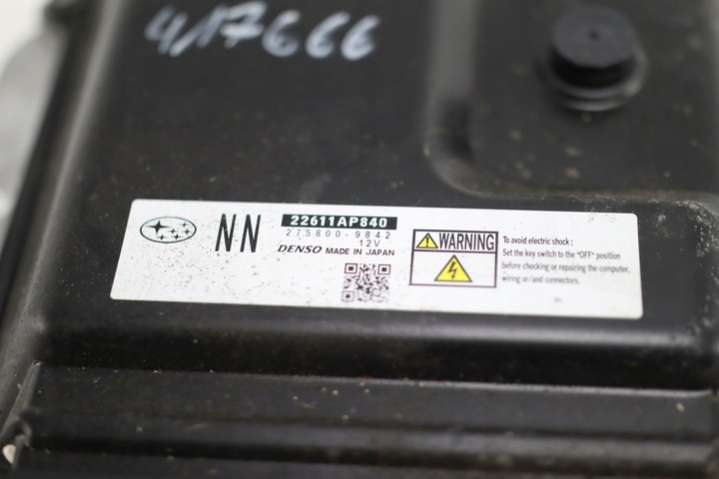 417666
NN
22611AP840
275800-9842
12V
DENSO MADE IN JAPAN
WARNING
To avoid electric shock :
Set the key switch to the "OFF" position
before checking or repairing the computer,
wiring or/and connectors.